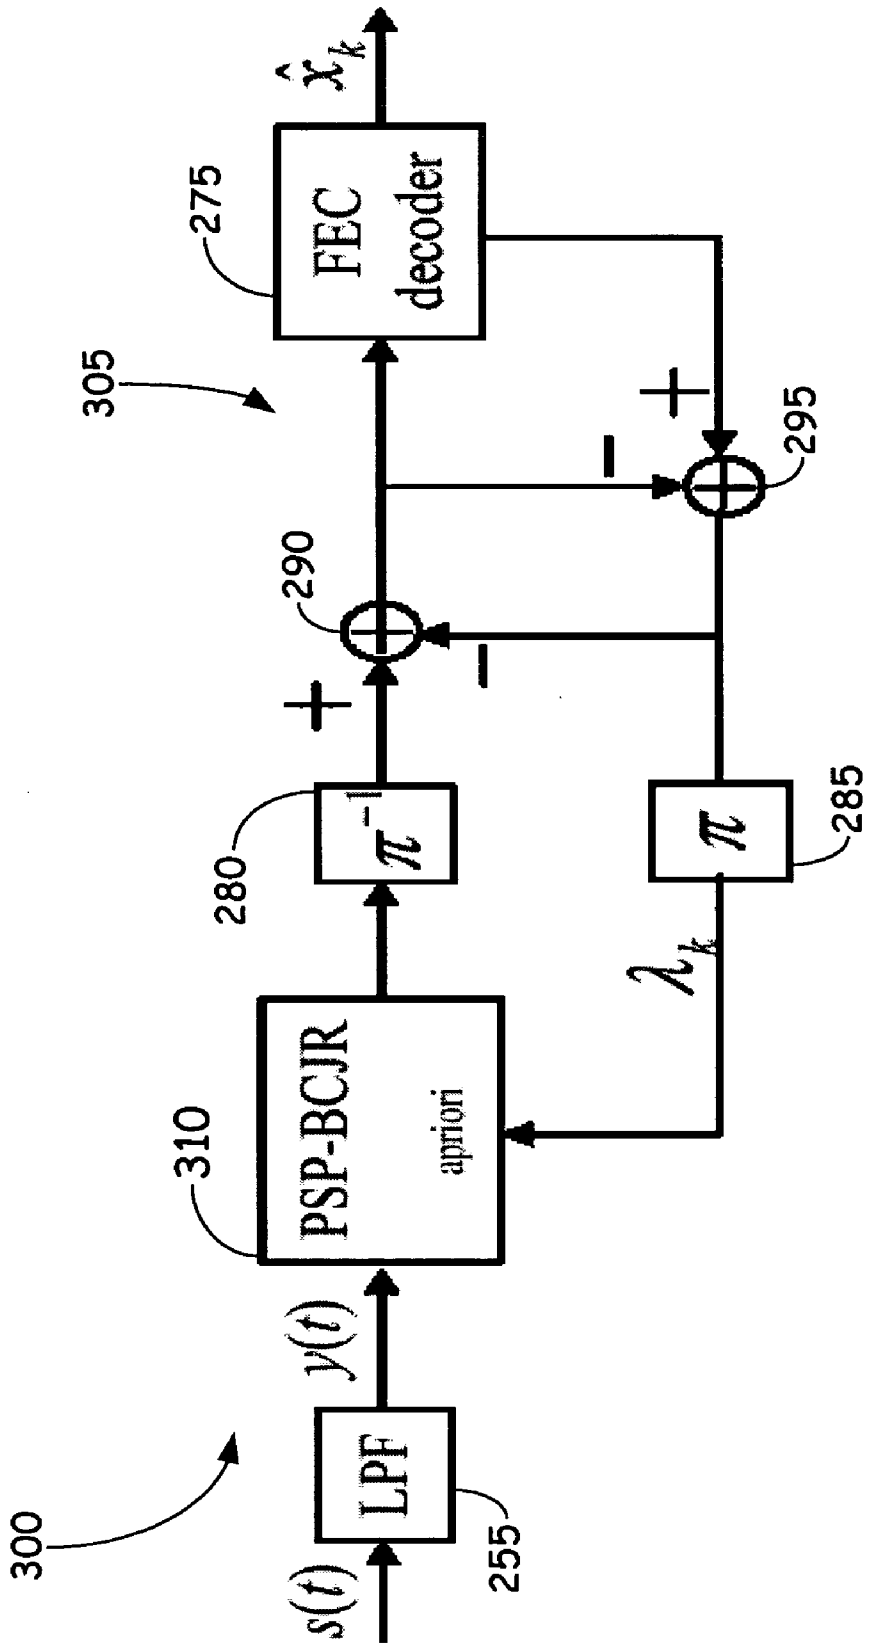 300
305
s(t)
LPF
255
y(t)
310
PSP-BCJR
apriori
280
π⁻¹
+
−
290
275
FEC
decoder
x̂ₖ
λₖ
π
285
−
+
295